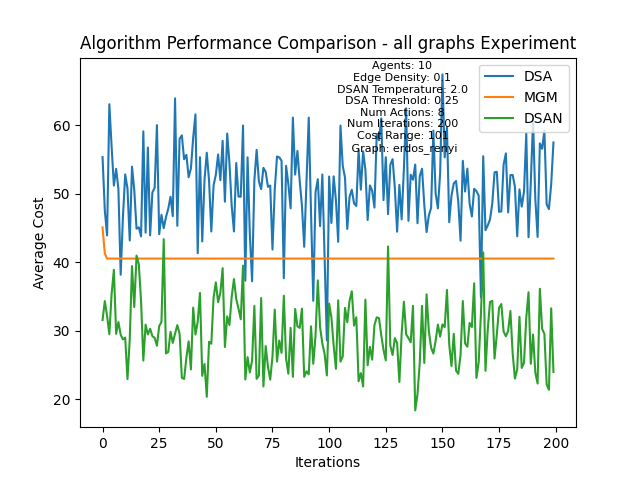 Algorithm Performance Comparison - all graphs Experiment
Agents: 10
Edge Density: 0.1
DSAN Temperature: 2.0
DSA Threshold: 0.25
Num Actions: 8
Num Iterations: 200
Cost Range: 101
Graph: erdos_renyi
DSA
MGM
DSAN
Average Cost
60
50
40
30
20
0 25 50 75 100 125 150 175 200
Iterations